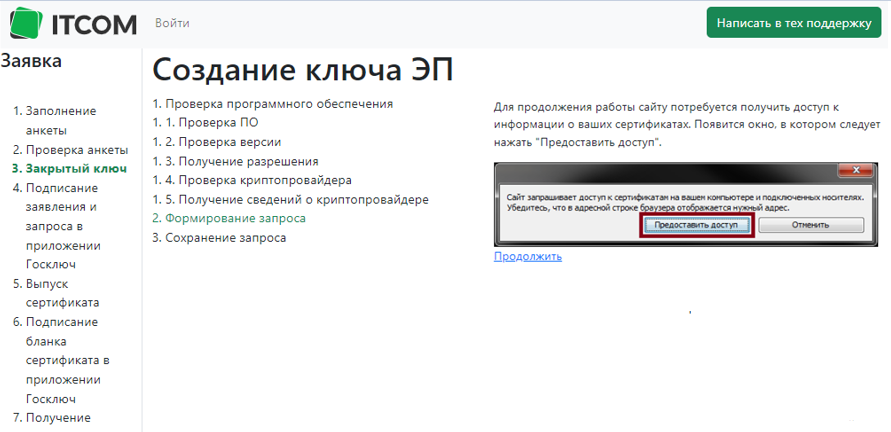 ITCOM
Войти
Написать в тех поддержку
Заявка
1. Заполнение
анкеты
2. Проверка анкеты
3. Закрытый ключ
4. Подписание
заявления и
запроса в
приложении
Госключ
5. Выпуск
сертификата
6. Подписание
бланка
сертификата в
приложении
Госключ
7. Получение
Создание ключа ЭП
1. Проверка программного обеспечения
1. 1. Проверка ПО
1. 2. Проверка версии
1. 3. Получение разрешения
1. 4. Проверка криптопровайдера
1. 5. Получение сведений о криптопровайдере
2. Формирование запроса
3. Сохранение запроса
Для продолжения работы сайту потребуется получить доступ к
информации о ваших сертификатах. Появится окно, в котором следует
нажать "Предоставить доступ".
Сайт запрашивает доступ к сертификатам на вашем компьютере и подключенных носителях.
Убедитесь, что в адресной строке браузера отображается нужный адрес.
Предоставить доступ
Отменить
Продолжить